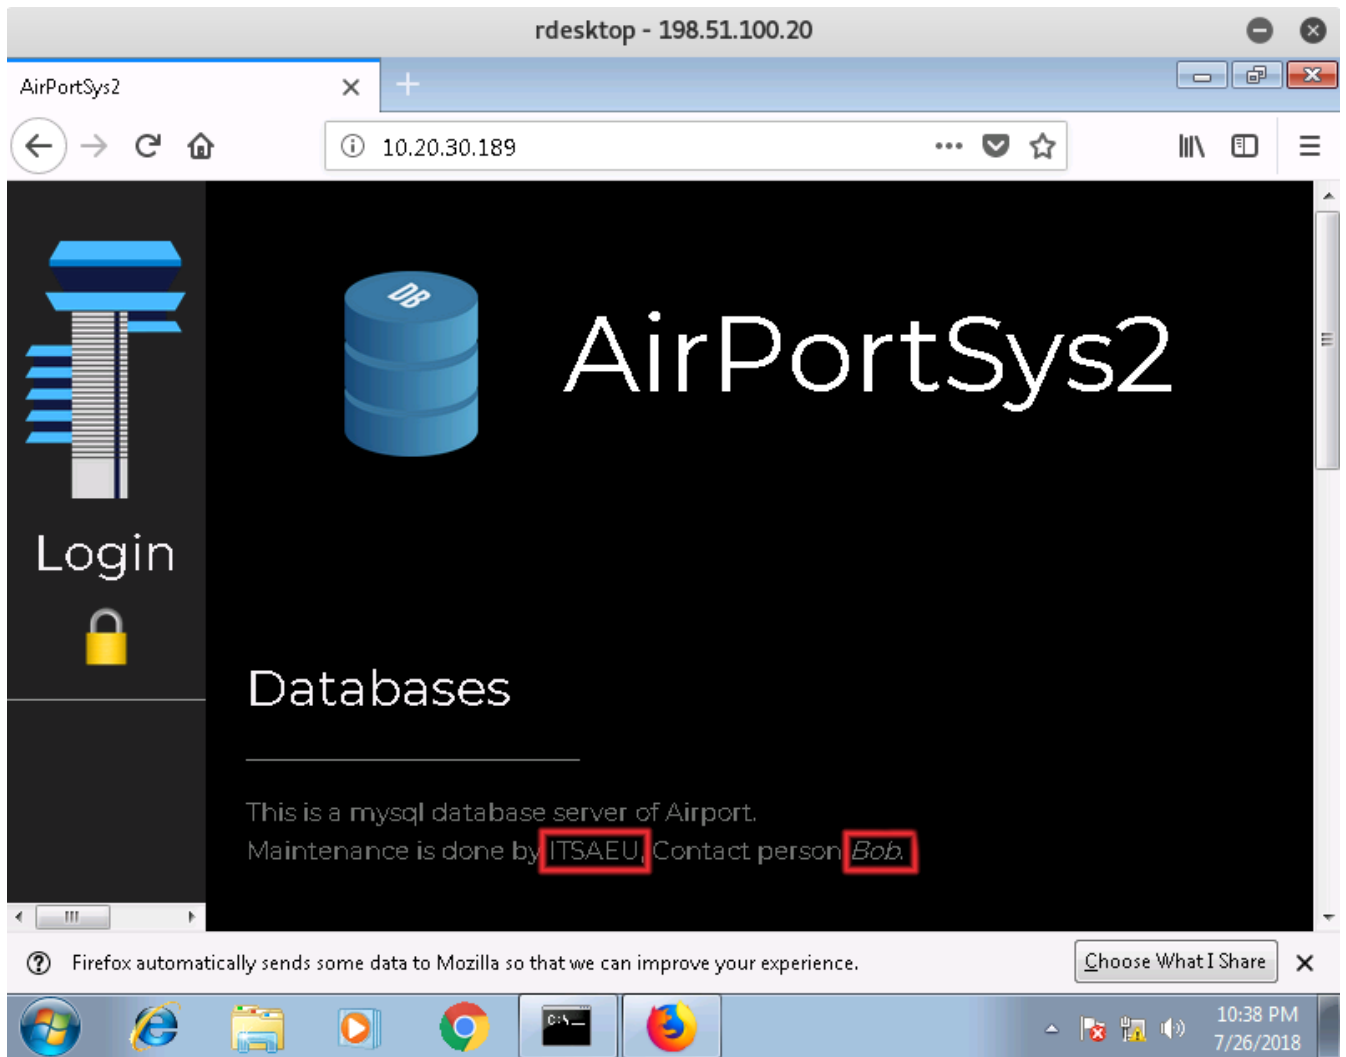 rdesktop - 198.51.100.20
AirPortSys2
10.20.30.189
DB
AirPortSys2
Login
Databases
This is a mysql database server of Airport.
Maintenance is done by ITSAEU, Contact person Bob.
Firefox automatically sends some data to Mozilla so that we can improve your experience.
Choose What I Share
C:\_
10:38 PM
7/26/2018